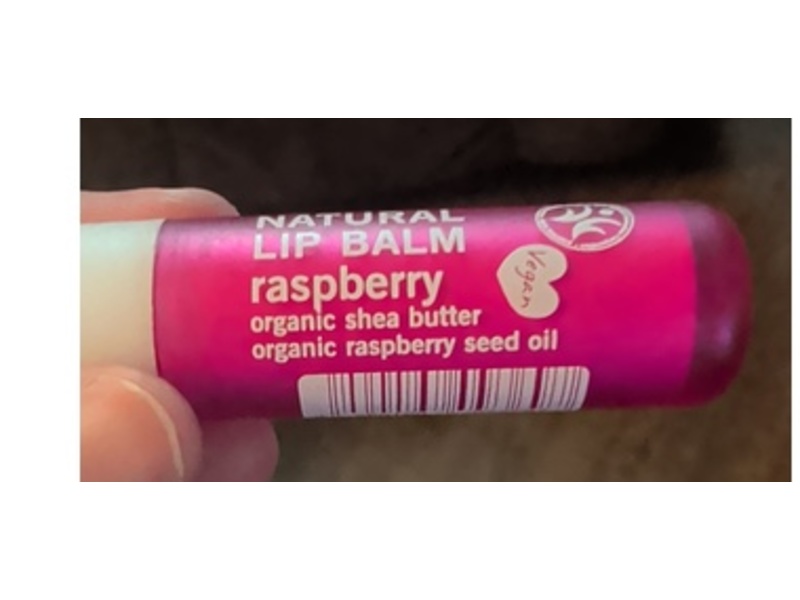 NATURAL
LIP BALM
raspberry
Vegan
organic shea butter
organic raspberry seed oil